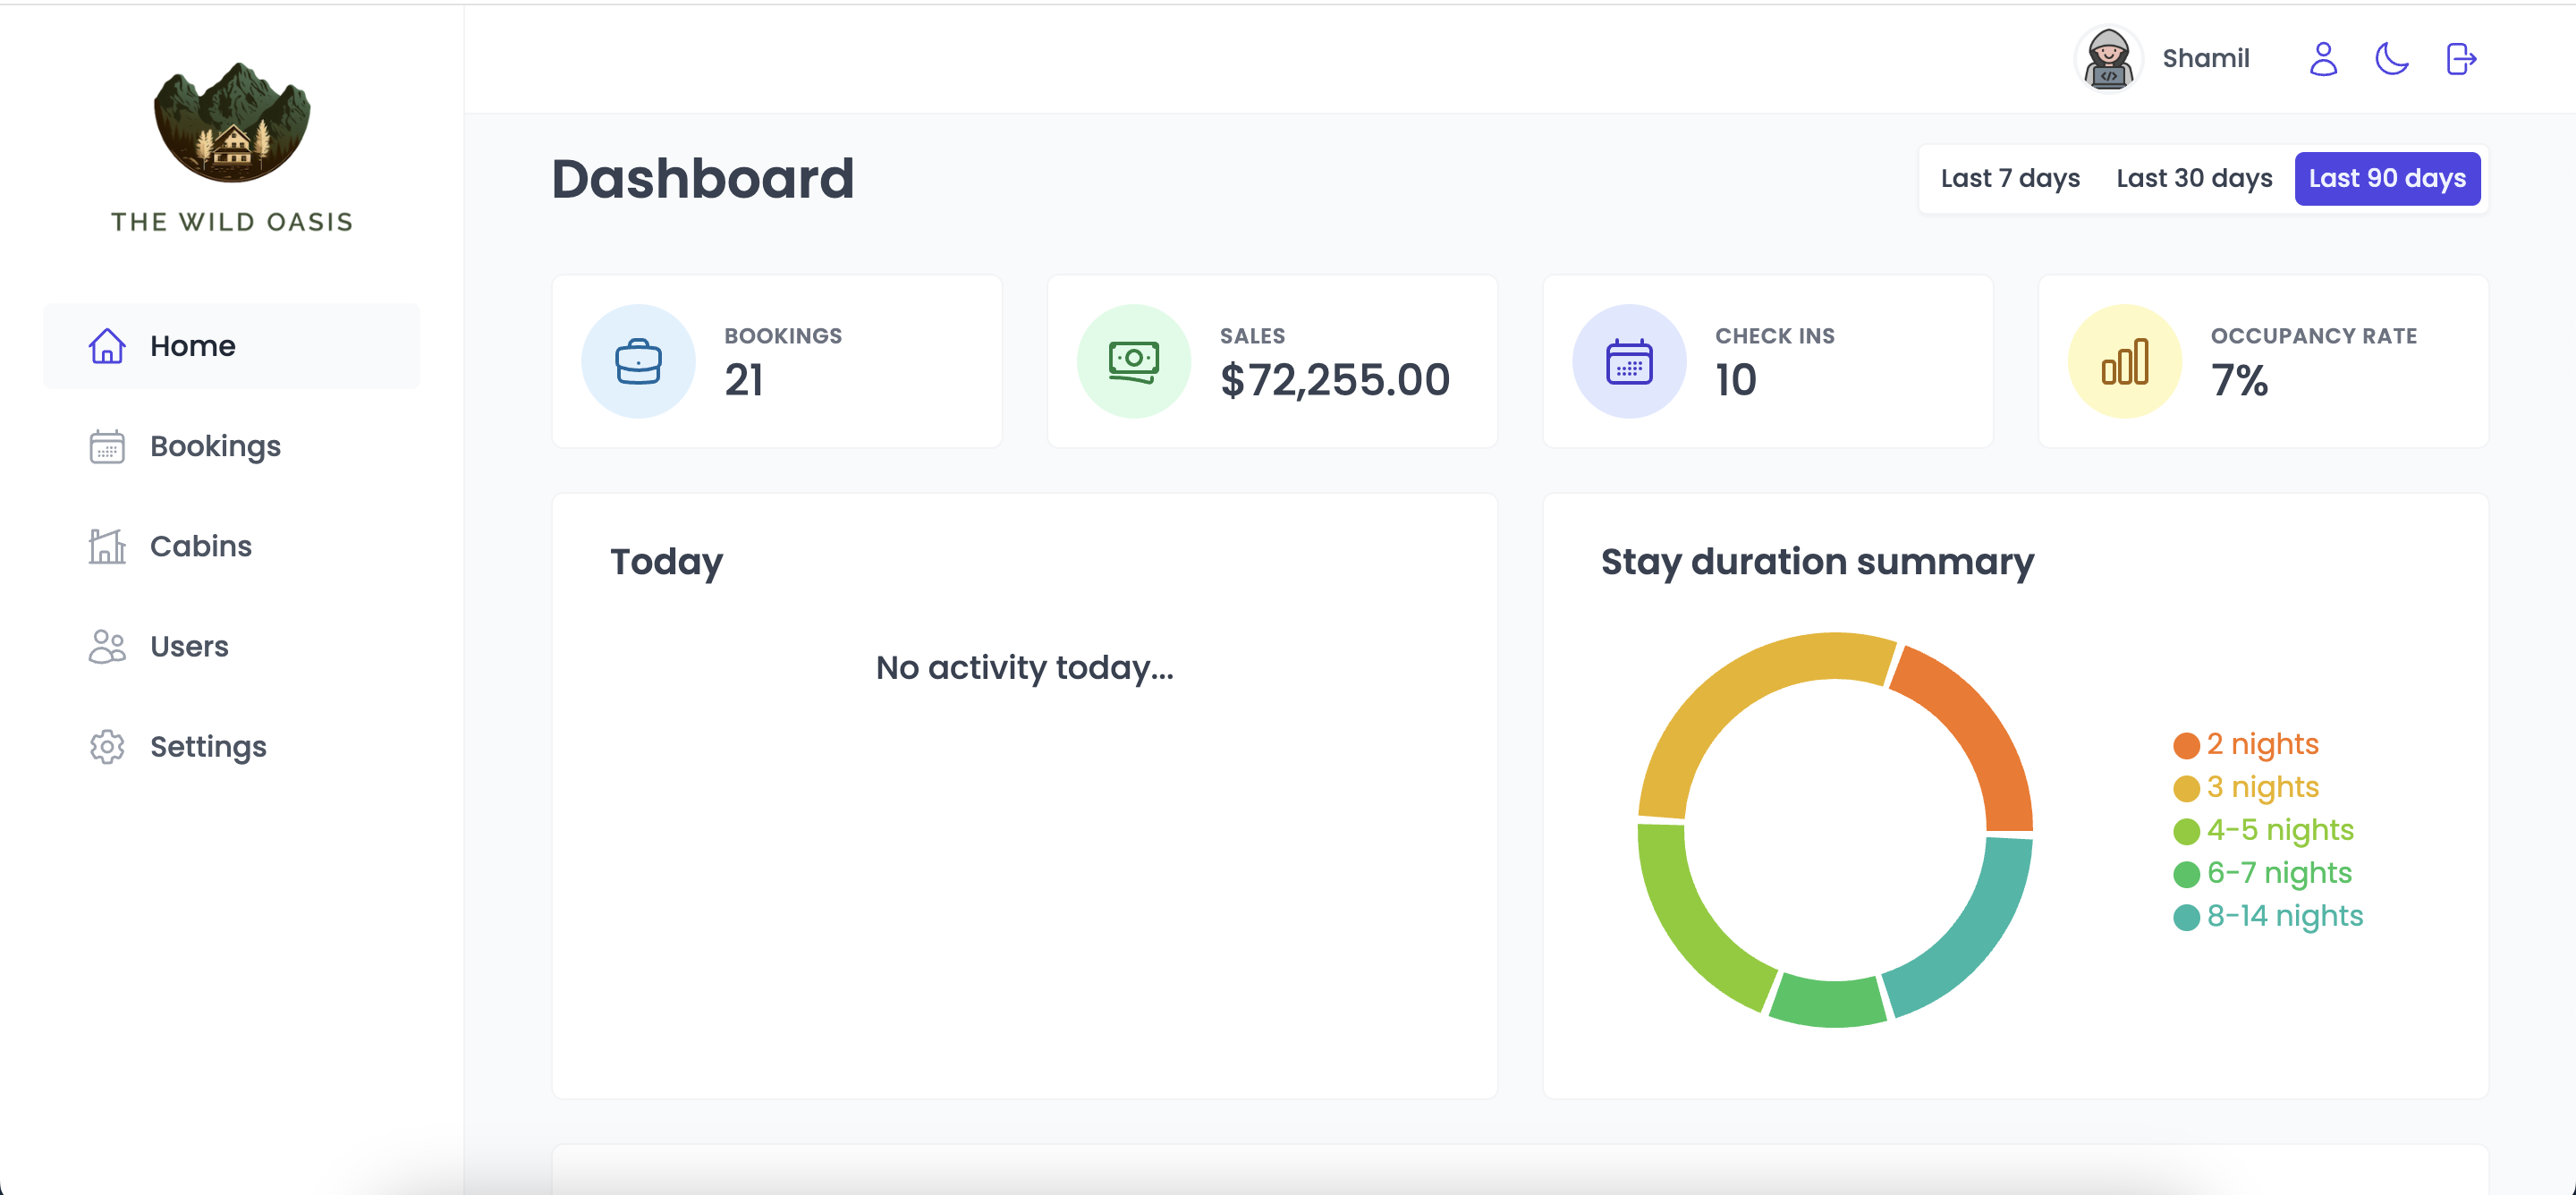 Shamil
THE WILD OASIS
Home
Bookings
Cabins
Users
Settings
Dashboard
Last 7 days Last 30 days Last 90 days
BOOKINGS
21
SALES
$72,255.00
CHECK INS
10
OCCUPANCY RATE
7%
Today
No activity today...
Stay duration summary
2 nights
3 nights
4-5 nights
6-7 nights
8-14 nights